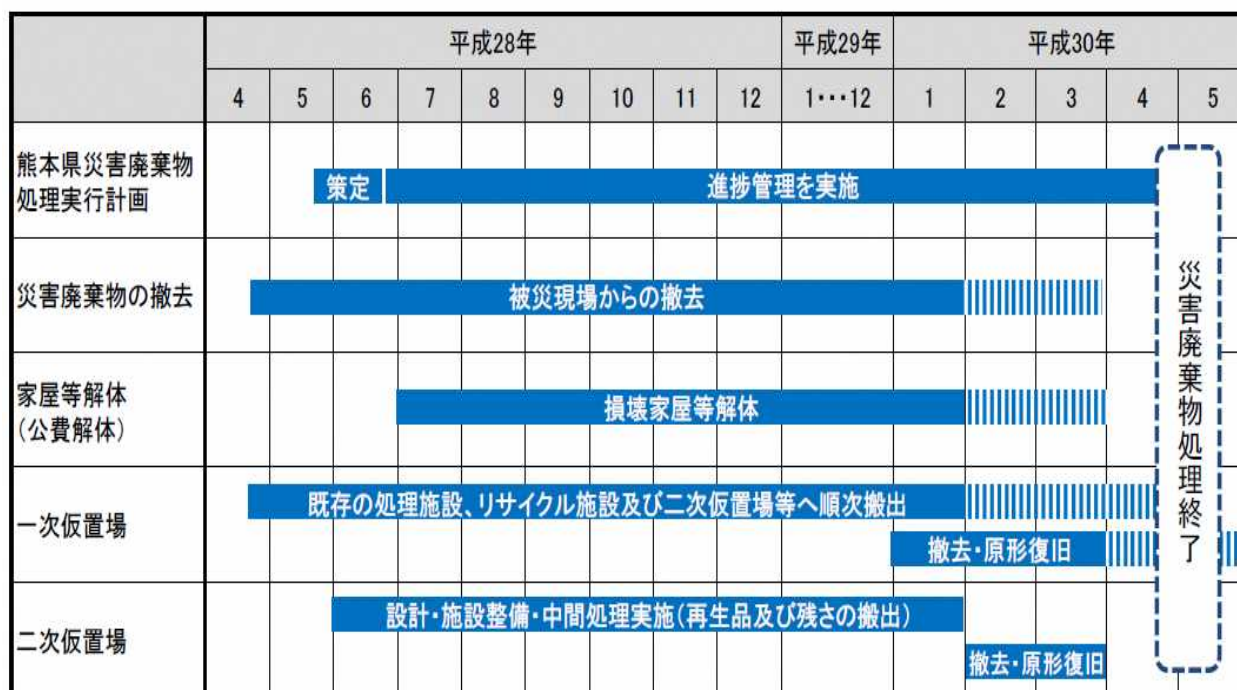 平成28年 平成29年 平成30年
4 5 6 7 8 9 10 11 12 1・・・12 1 2 3 4 5
熊本県災害廃棄物
処理実行計画
策定 進捗管理を実施
災害廃棄物の撤去
被災現場からの撤去
家屋等解体
(公費解体)
損壊家屋等解体
一次仮置場
既存の処理施設、リサイクル施設及び二次仮置場等へ順次搬出
撤去・原形復旧
二次仮置場
設計・施設整備・中間処理実施(再生品及び残さの搬出)
撤去・原形復旧
災害廃棄物処理終了